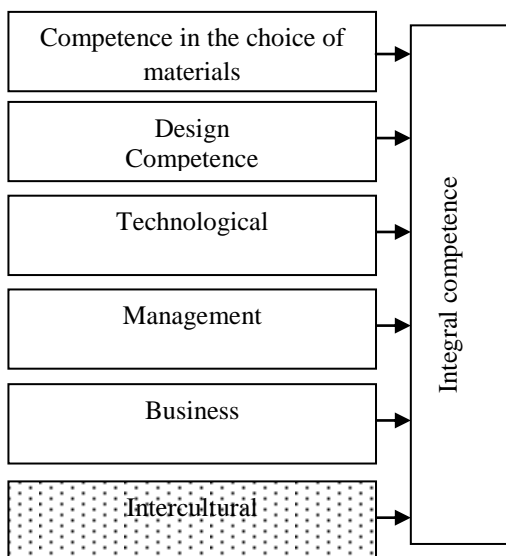 Competence in the choice of
materials
Design
Competence
Technological
Management
Business
Intercultural
Integral competence